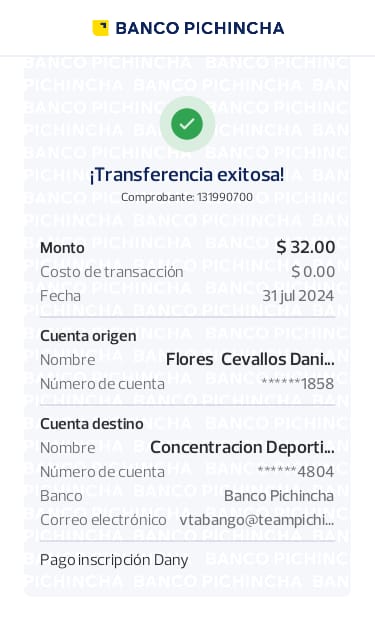 BANCO PICHINCHA
¡Transferencia exitosa!
Comprobante: 131990700
Monto $ 32.00
Costo de transacción $ 0.00
Fecha 31 jul 2024
Cuenta origen
Nombre Flores Cevallos Dani...
Número de cuenta ******1858
Cuenta destino
Nombre Concentracion Deporti...
Número de cuenta ******4804
Banco Banco Pichincha
Correo electrónico vtabango@teampichi...
Pago inscripción Dany